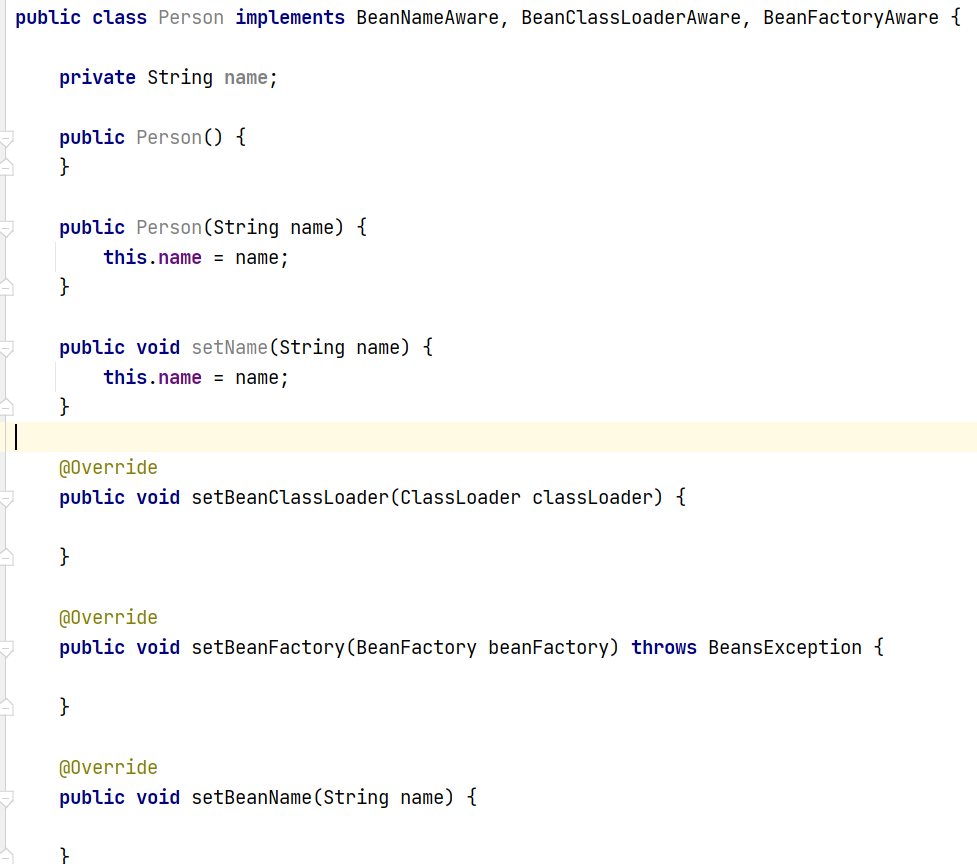 public class Person implements BeanNameAware, BeanClassLoaderAware, BeanFactoryAware {
private String name;
public Person() {
}
public Person(String name) {
this.name = name;
}
public void setName(String name) {
this.name = name;
}
@Override
public void setBeanClassLoader(ClassLoader classLoader) {
}
@Override
public void setBeanFactory(BeanFactory beanFactory) throws BeansException {
}
@Override
public void setBeanName(String name) {
}